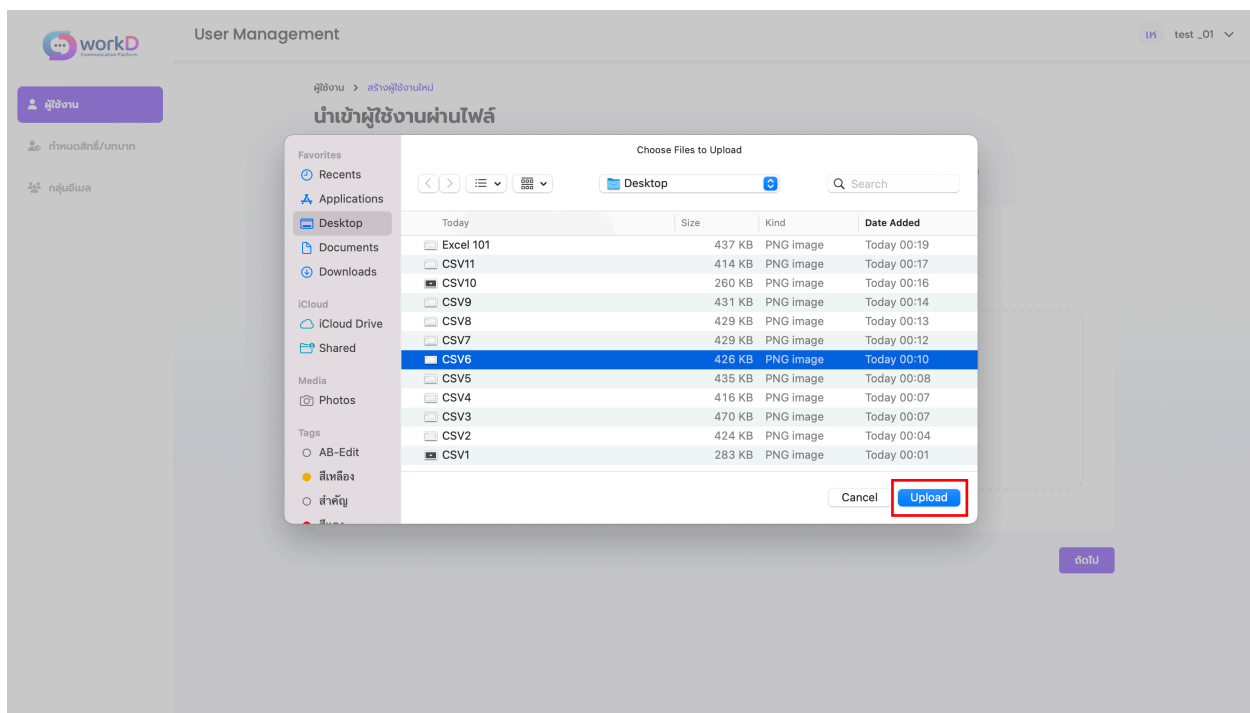 workD
Communication Platform
User Management
เห test _01
ผู้ใช้งาน
กำหนดสิทธิ์/บทบาท
กลุ่มอีเมล
ผู้ใช้งาน > สร้างผู้ใช้งานใหม่
นำเข้าผู้ใช้งานผ่านไฟล์
Choose Files to Upload
Favorites
Recents
Applications
Desktop
Documents
Downloads
iCloud
iCloud Drive
Shared
Media
Photos
Tags
AB-Edit
สีเหลือง
สำคัญ
Desktop
Search
Today Size Kind Date Added
Excel 101 437 KB PNG image Today 00:19
CSV11 414 KB PNG image Today 00:17
CSV10 260 KB PNG image Today 00:16
CSV9 431 KB PNG image Today 00:14
CSV8 429 KB PNG image Today 00:13
CSV7 429 KB PNG image Today 00:12
CSV6 426 KB PNG image Today 00:10
CSV5 435 KB PNG image Today 00:08
CSV4 416 KB PNG image Today 00:07
CSV3 470 KB PNG image Today 00:07
CSV2 424 KB PNG image Today 00:04
CSV1 283 KB PNG image Today 00:01
Cancel Upload
ถัดไป